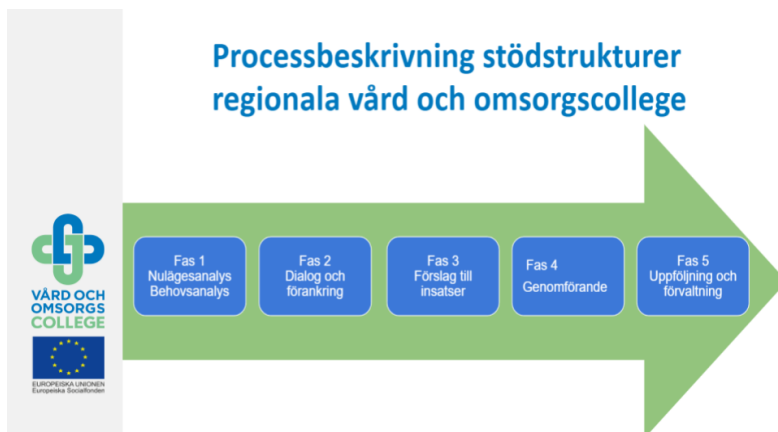 Processbeskrivning stödstrukturer
regionala vård och omsorgscollege
Fas 1
Nulägesanalys
Behovsanalys
Fas 2
Dialog och
förankring
Fas 3
Förslag till
insatser
Fas 4
Genomförande
Fas 5
Uppföljning och
förvaltning
VÅRD OCH
OMSORGS
COLLEGE
EUROPEISKA UNIONEN
Europeiska Socialfonden